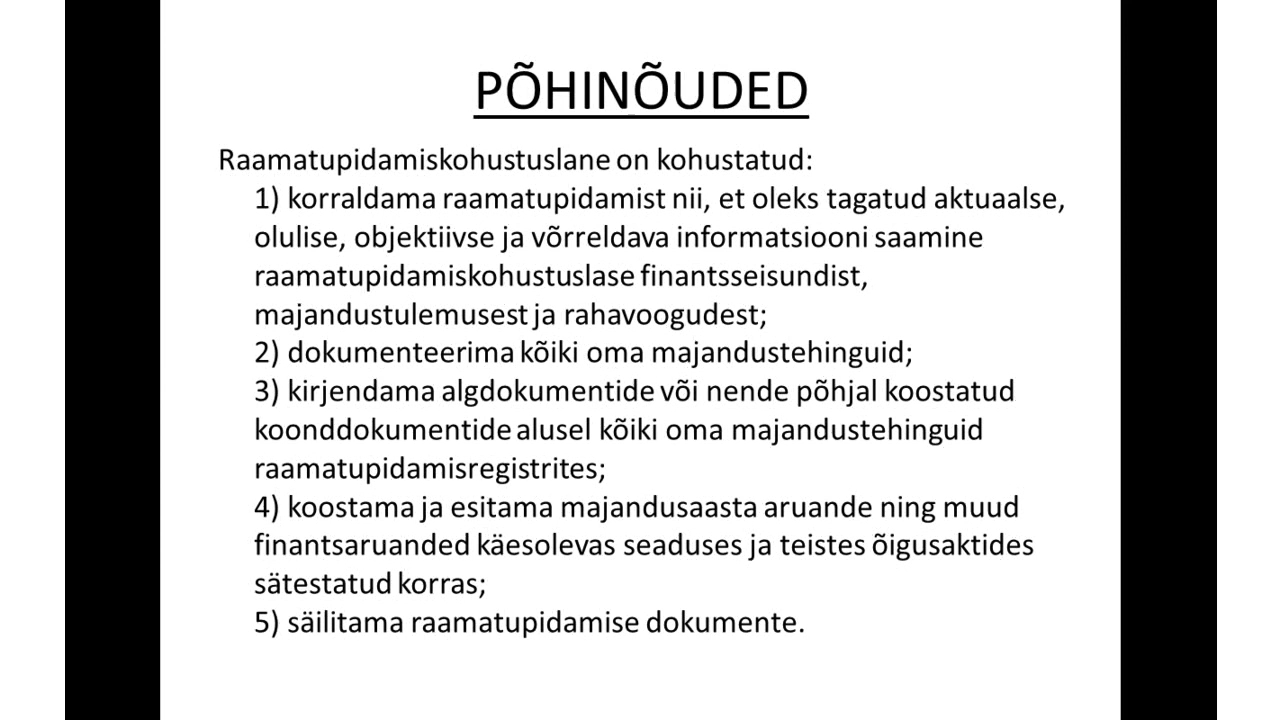 PÕHINÕUDED
Raamatupidamiskohustuslane on kohustatud:
1) korraldama raamatupidamist nii, et oleks tagatud aktuaalse,
olulise, objektiivse ja võrreldava informatsiooni saamine
raamatupidamiskohustuslase finantsseisundist,
majandustulemusest ja rahavoogudest;
2) dokumenteerima kõiki oma majandustehinguid;
3) kirjendama algdokumentide või nende põhjal koostatud
koonddokumentide alusel kõiki oma majandustehinguid
raamatupidamisregistrites;
4) koostama ja esitama majandusaasta aruande ning muud
finantsaruanded käesolevas seaduses ja teistes õigusaktides
sätestatud korras;
5) säilitama raamatupidamise dokumente.